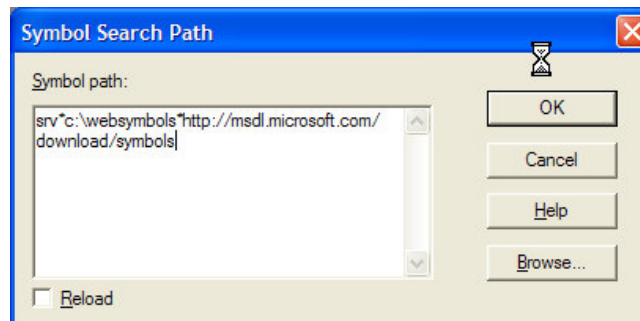 Symbol Search Path
Symbol path:
srv*c:\websymbols*http://msdl.microsoft.com/
download/symbols
OK
Cancel
Help
Browse...
Reload